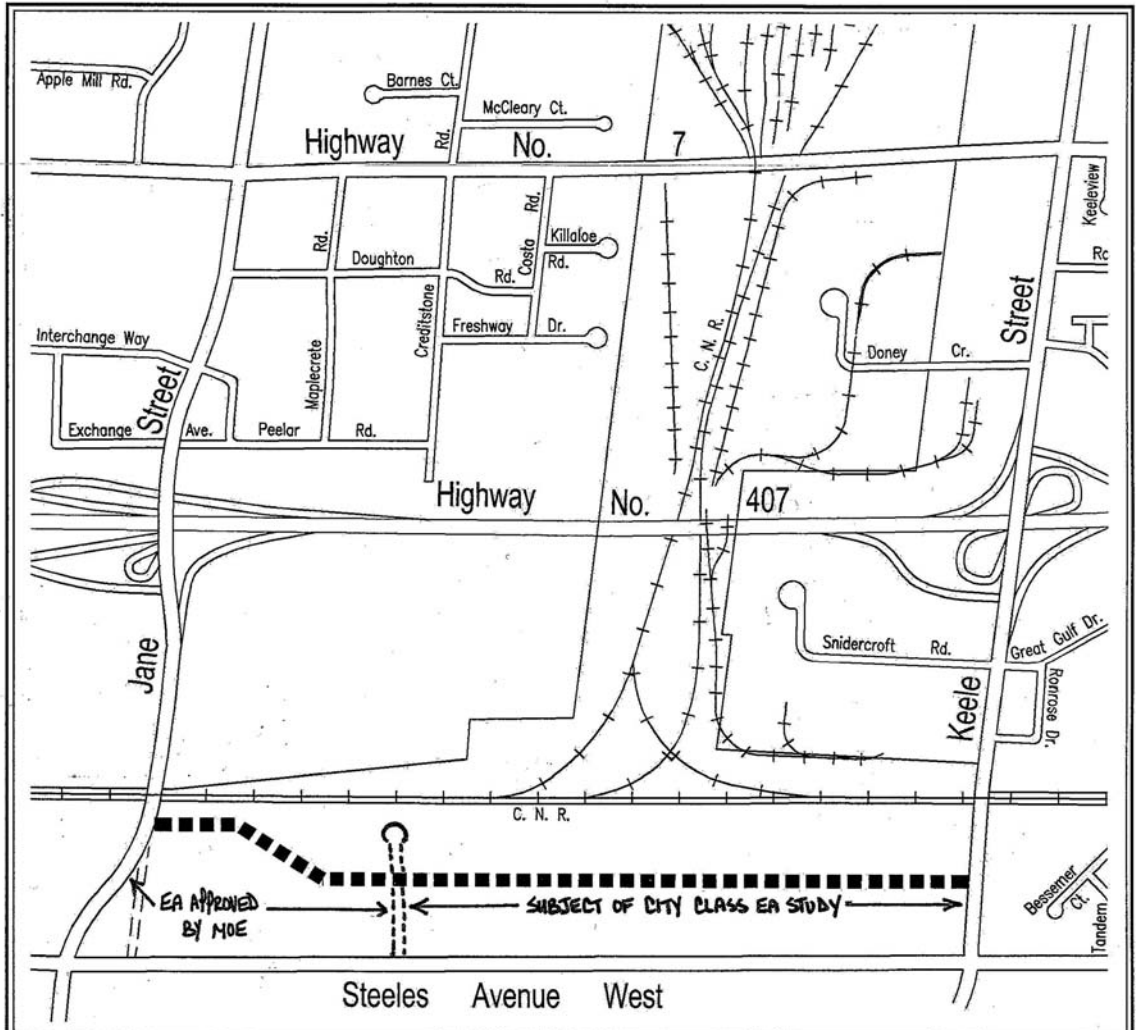 Apple Mill Rd.
Barnes Ct.
McCleary Ct.
Rd.
Highway No. 7
Keeleview
Rd.
Rd.
Killaloe
Rd.
Costa
Doughton
Rd.
Rd
Creditstone
Freshway Dr.
Interchange Way
Maplecrete
C. N. R.
Doney Cr.
Street
Street
Exchange Ave.
Peelar Rd.
Highway No. 407
Snidercroft Rd.
Great Gulf Dr.
Ronrose Dr.
Jane
Keele
C. N. R.
EA APPROVED
BY MOE
SUBJECT OF CITY CLASS EA STUDY
Bessemer
Ct.
Tandem
Steeles Avenue West